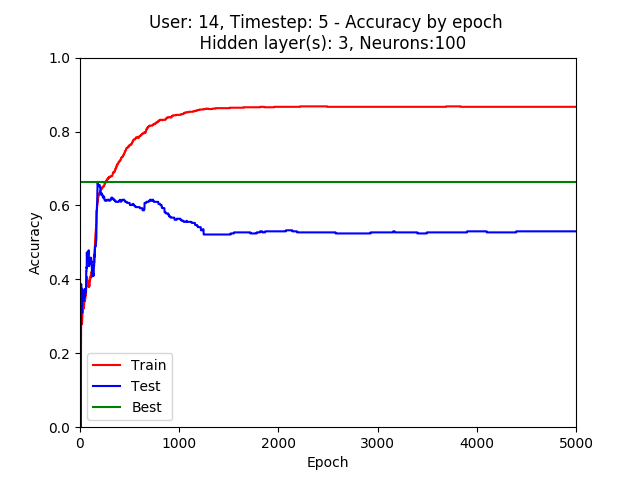 User: 14, Timestep: 5 - Accuracy by epoch
Hidden layer(s): 3, Neurons:100
1.0
0.8
0.6
0.4
0.2
0.0
Accuracy
Train
Test
Best
0 1000 2000 3000 4000 5000
Epoch